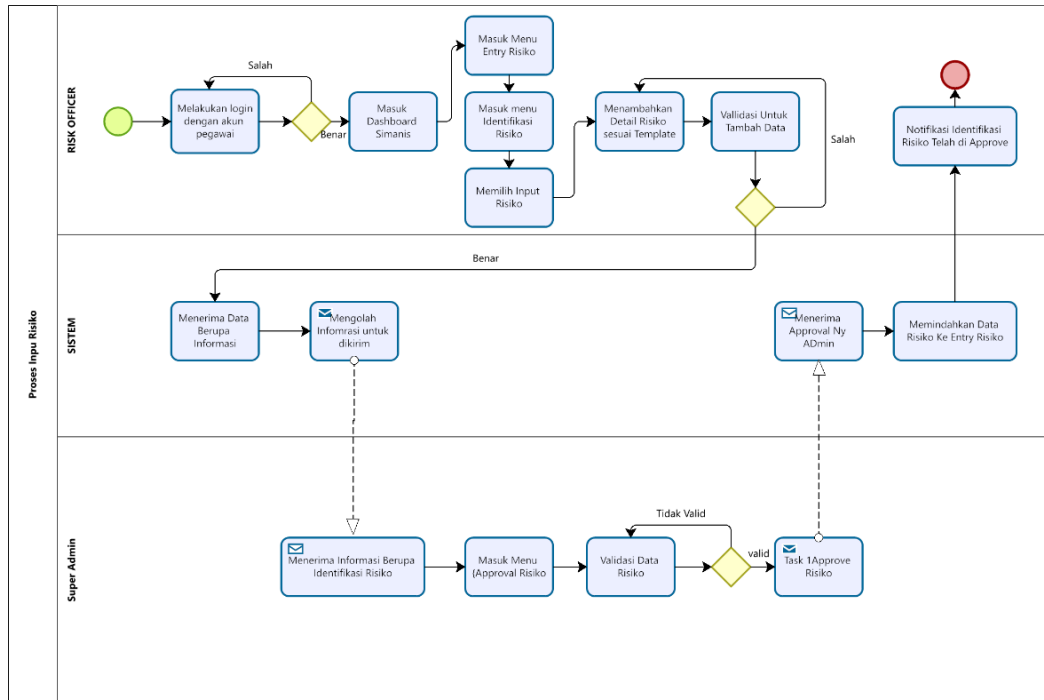 Proses Inpu Risiko
RISK OFFICER
Melakukan login
dengan akun
pegawai
Salah
Benar
Masuk
Dashboard
Simanis
Masuk Menu
Entry Risiko
Masuk menu
Identifikasi
Risiko
Memilih Input
Risiko
Menambahkan
Detail Risiko
sesuai Template
Vallidasi Untuk
Tambah Data
Salah
Notifikasi Identifikasi
Risiko Telah di Approve
SISTEM
Benar
Menerima Data
Berupa
Informasi
Mengolah
Infomrasi untuk
dikirim
Menerima
Approval Ny
ADmin
Memindahkan Data
Risiko Ke Entry Risiko
Super Admin
Menerima Informasi Berupa
Identifikasi Risiko
Masuk Menu
(Approval Risiko
Validasi Data
Risiko
Tidak Valid
valid
Task 1Approve
Risiko